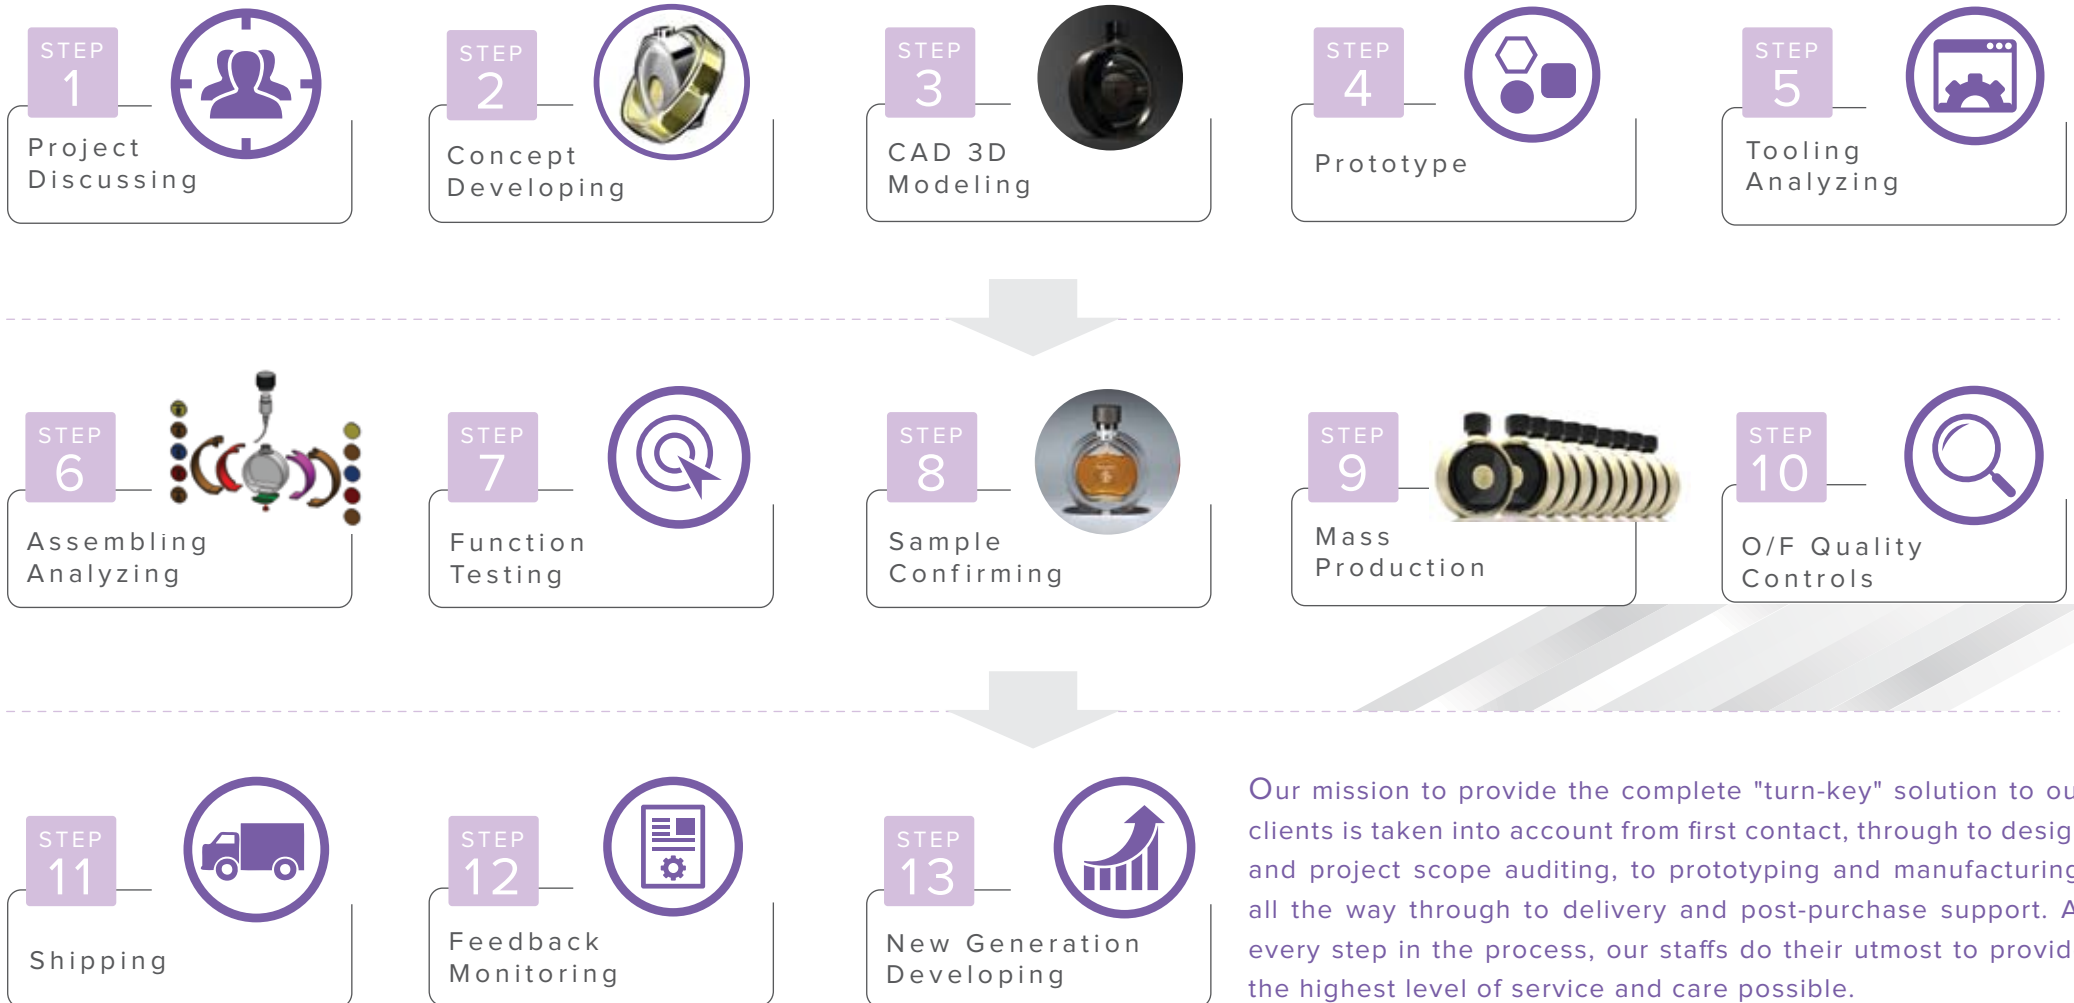 STEP
1
Project
Discussing
STEP
2
Concept
Developing
STEP
3
CAD 3D
Modeling
STEP
4
Prototype
STEP
5
Tooling
Analyzing
STEP
6
Assembling
Analyzing
STEP
7
Function
Testing
STEP
8
Sample
Confirming
STEP
9
Mass
Production
STEP
10
O/F Quality
Controls
STEP
11
Shipping
STEP
12
Feedback
Monitoring
STEP
13
New Generation
Developing
Our mission to provide the complete "turn-key" solution to ou
clients is taken into account from first contact, through to desig
and project scope auditing, to prototyping and manufacturing
all the way through to delivery and post-purchase support. A
every step in the process, our staffs do their utmost to provid
the highest level of service and care possible.